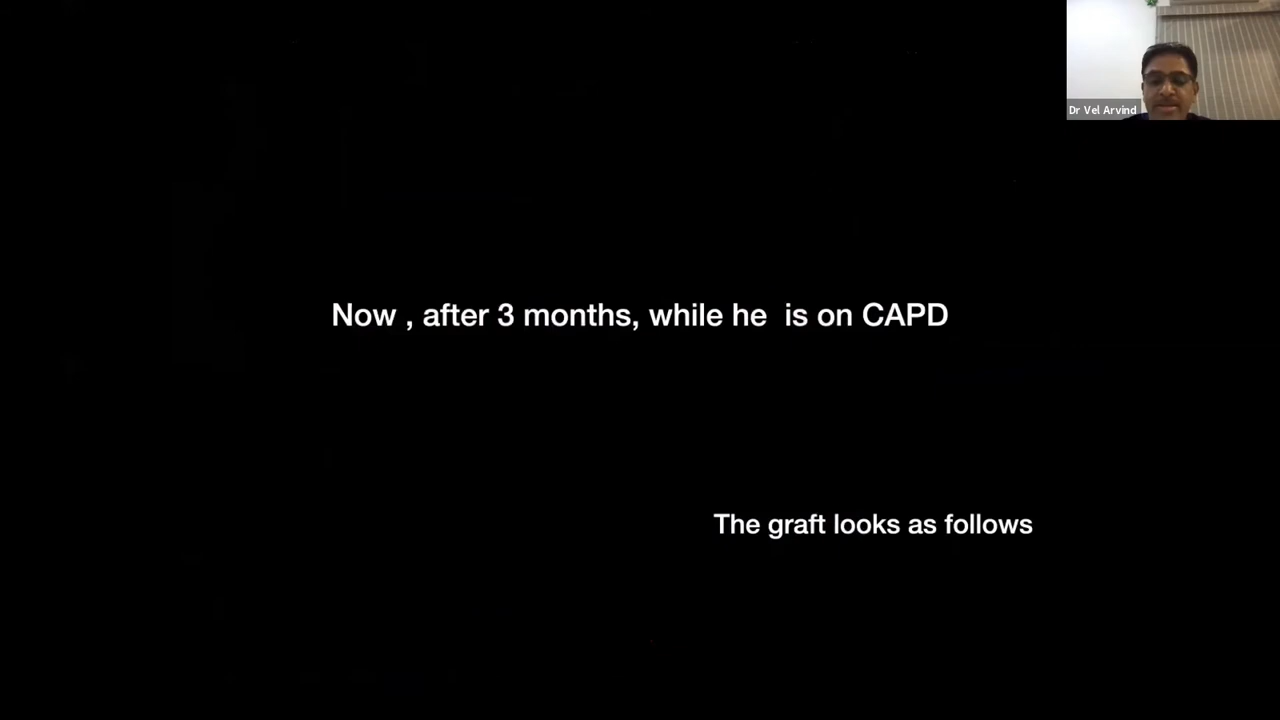 Dr Vel Arvind
Now , after 3 months, while he  is on CAPD
The graft looks as follows